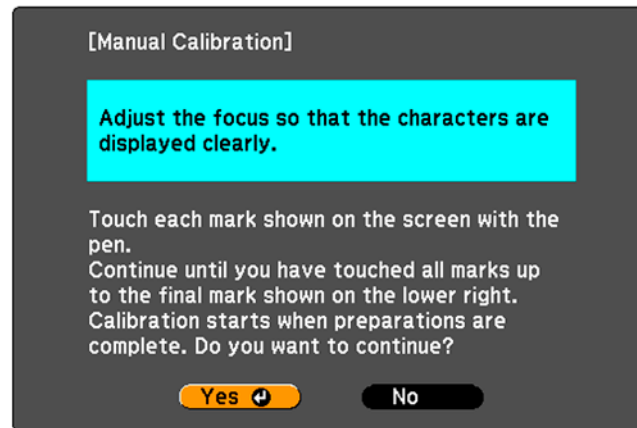 [Manual Calibration]
Adjust the focus so that the characters are
displayed clearly.
Touch each mark shown on the screen with the
pen.
Continue until you have touched all marks up
to the final mark shown on the lower right.
Calibration starts when preparations are
complete. Do you want to continue?
Yes
No